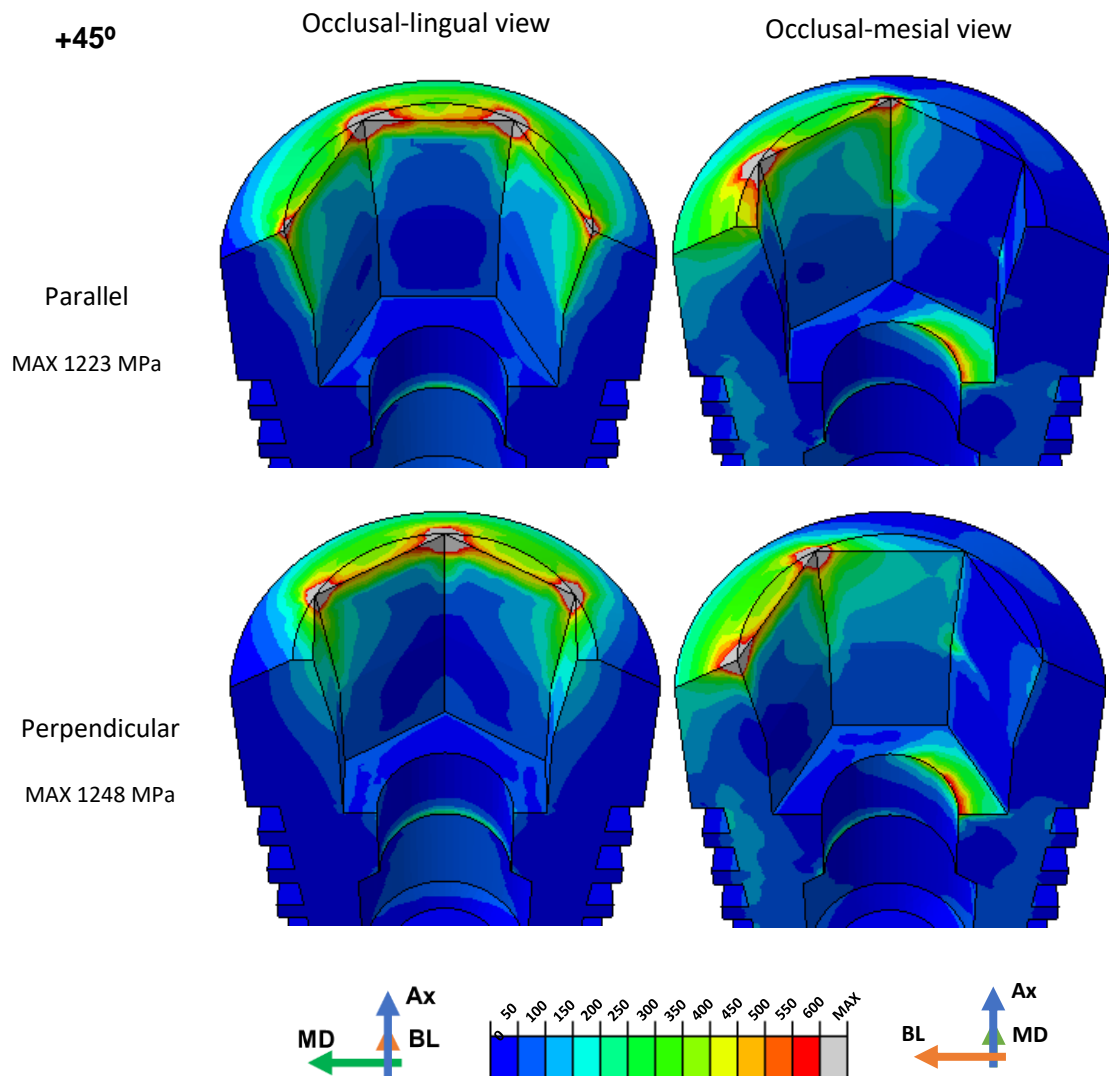 +45º
Occlusal-lingual view
Occlusal-mesial view
Parallel
MAX 1223 MPa
Perpendicular
MAX 1248 MPa
Ax
MD
BL
0 50 100 150 200 250 300 350 400 450 500 550 600 MAX
Ax
BL
MD